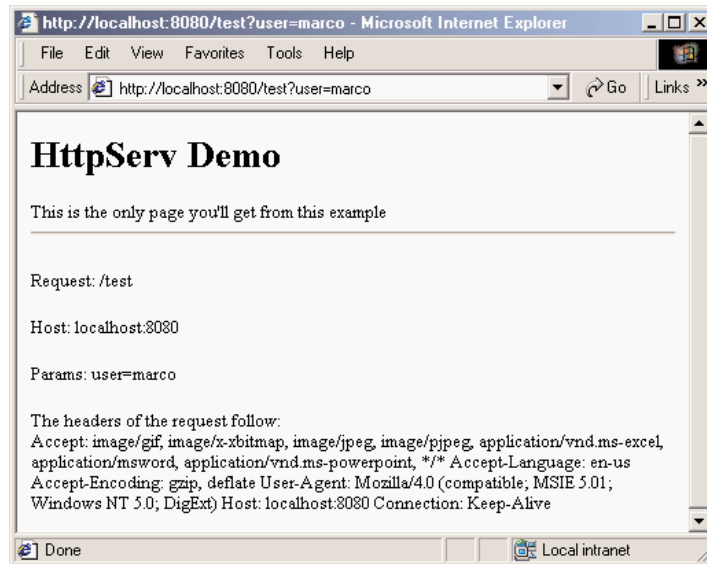 http://localhost:8080/test?user=marco - Microsoft Internet Explorer
File Edit View Favorites Tools Help
Address http://localhost:8080/test?user=marco Go Links »
HttpServ Demo
This is the only page you'll get from this example
Request: /test
Host: localhost:8080
Params: user=marco
The headers of the request follow:
Accept: image/gif, image/x-xbitmap, image/jpeg, image/pjpeg, application/vnd.ms-excel,
application/msword, application/vnd.ms-powerpoint, */* Accept-Language: en-us
Accept-Encoding: gzip, deflate User-Agent: Mozilla/4.0 (compatible; MSIE 5.01;
Windows NT 5.0; DigExt) Host: localhost:8080 Connection: Keep-Alive
Done Local intranet